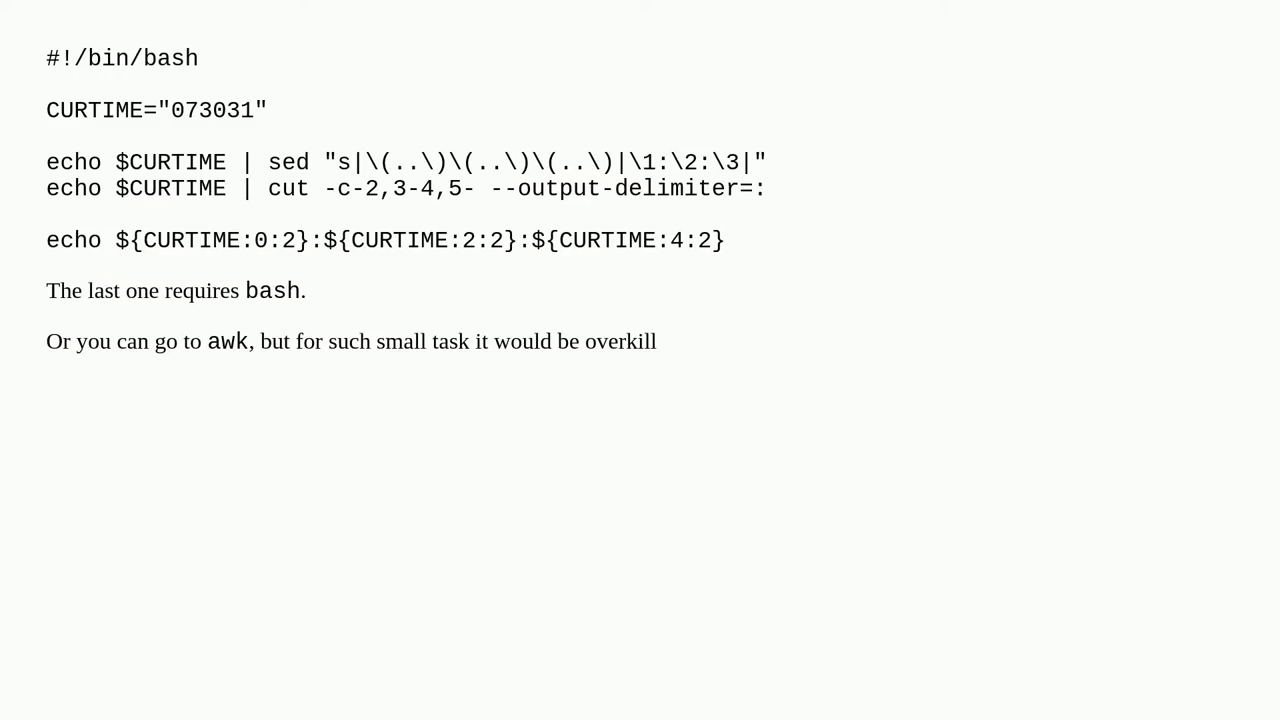 #!/bin/bash
CURTIME="073031"
echo $CURTIME | sed "s|\(..\)\(..\)\(..\)|\1:\2:\3|"
echo $CURTIME | cut -c-2,3-4,5- --output-delimiter=:
echo ${CURTIME:0:2}:${CURTIME:2:2}:${CURTIME:4:2}
The last one requires bash.
Or you can go to awk, but for such small task it would be overkill